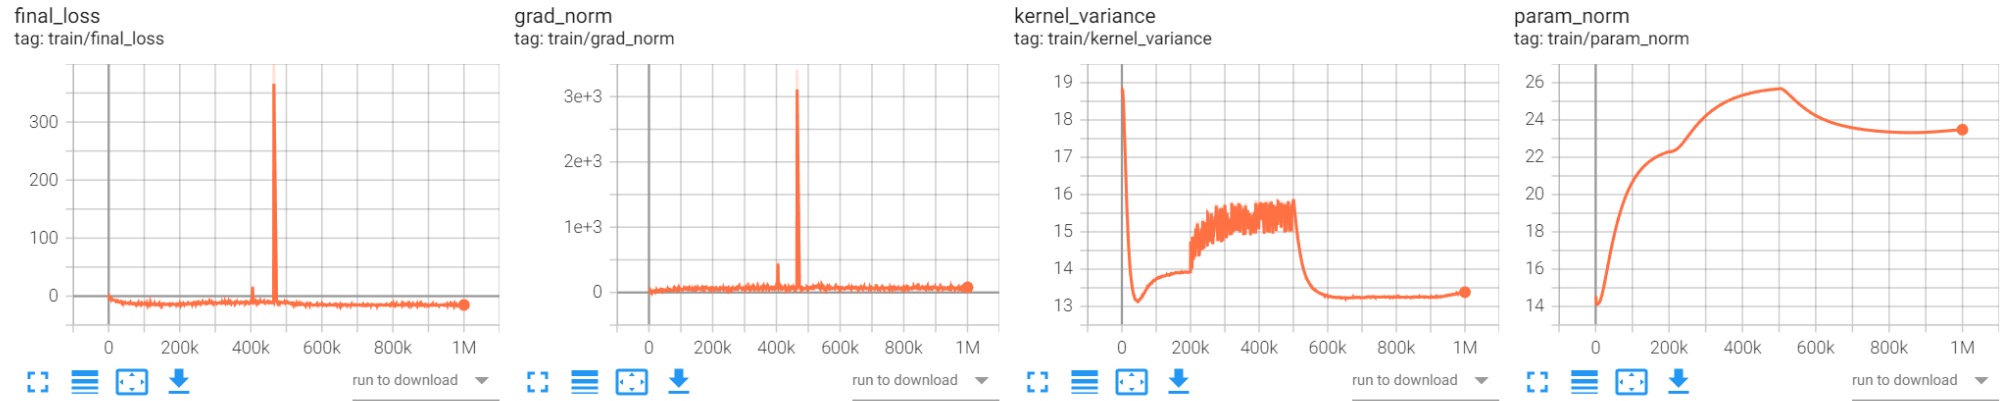 final_loss
tag: train/final_loss
300
200
100
0
0 200k 400k 600k 800k 1M
run to download
grad_norm
tag: train/grad_norm
3e+3
2e+3
1e+3
0
0 200k 400k 600k 800k 1M
run to download
kernel_variance
tag: train/kernel_variance
19
18
17
16
15
14
13
0 200k 400k 600k 800k 1M
run to download
param_norm
tag: train/param_norm
26
24
22
20
18
16
14
0 200k 400k 600k 800k 1M
run to download